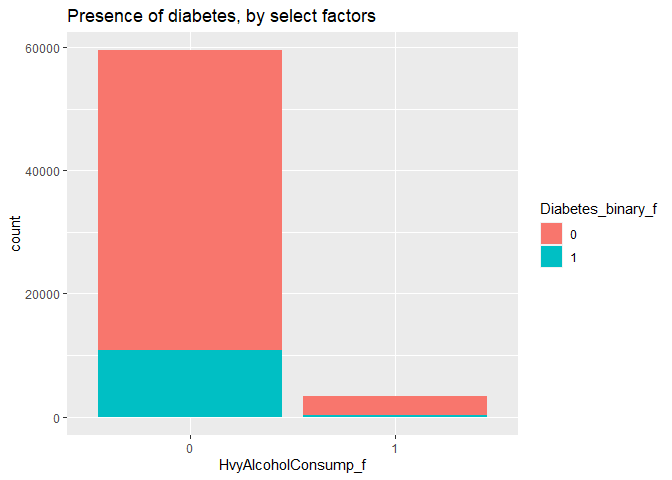 Presence of diabetes, by select factors
60000
40000
20000
0
count
0
1
HvyAlcoholConsump_f
Diabetes_binary_f
0
1